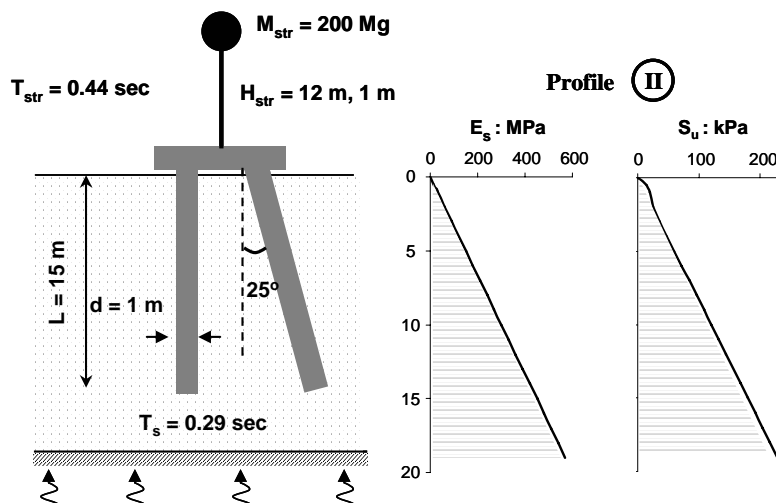 M_str = 200 Mg
T_str = 0.44 sec
H_str = 12 m, 1 m
L = 15 m
d = 1 m
25º
T_s = 0.29 sec
Profile II
E_s : MPa
0 200 400 600
0
5
10
15
20
S_u : kPa
0 100 200